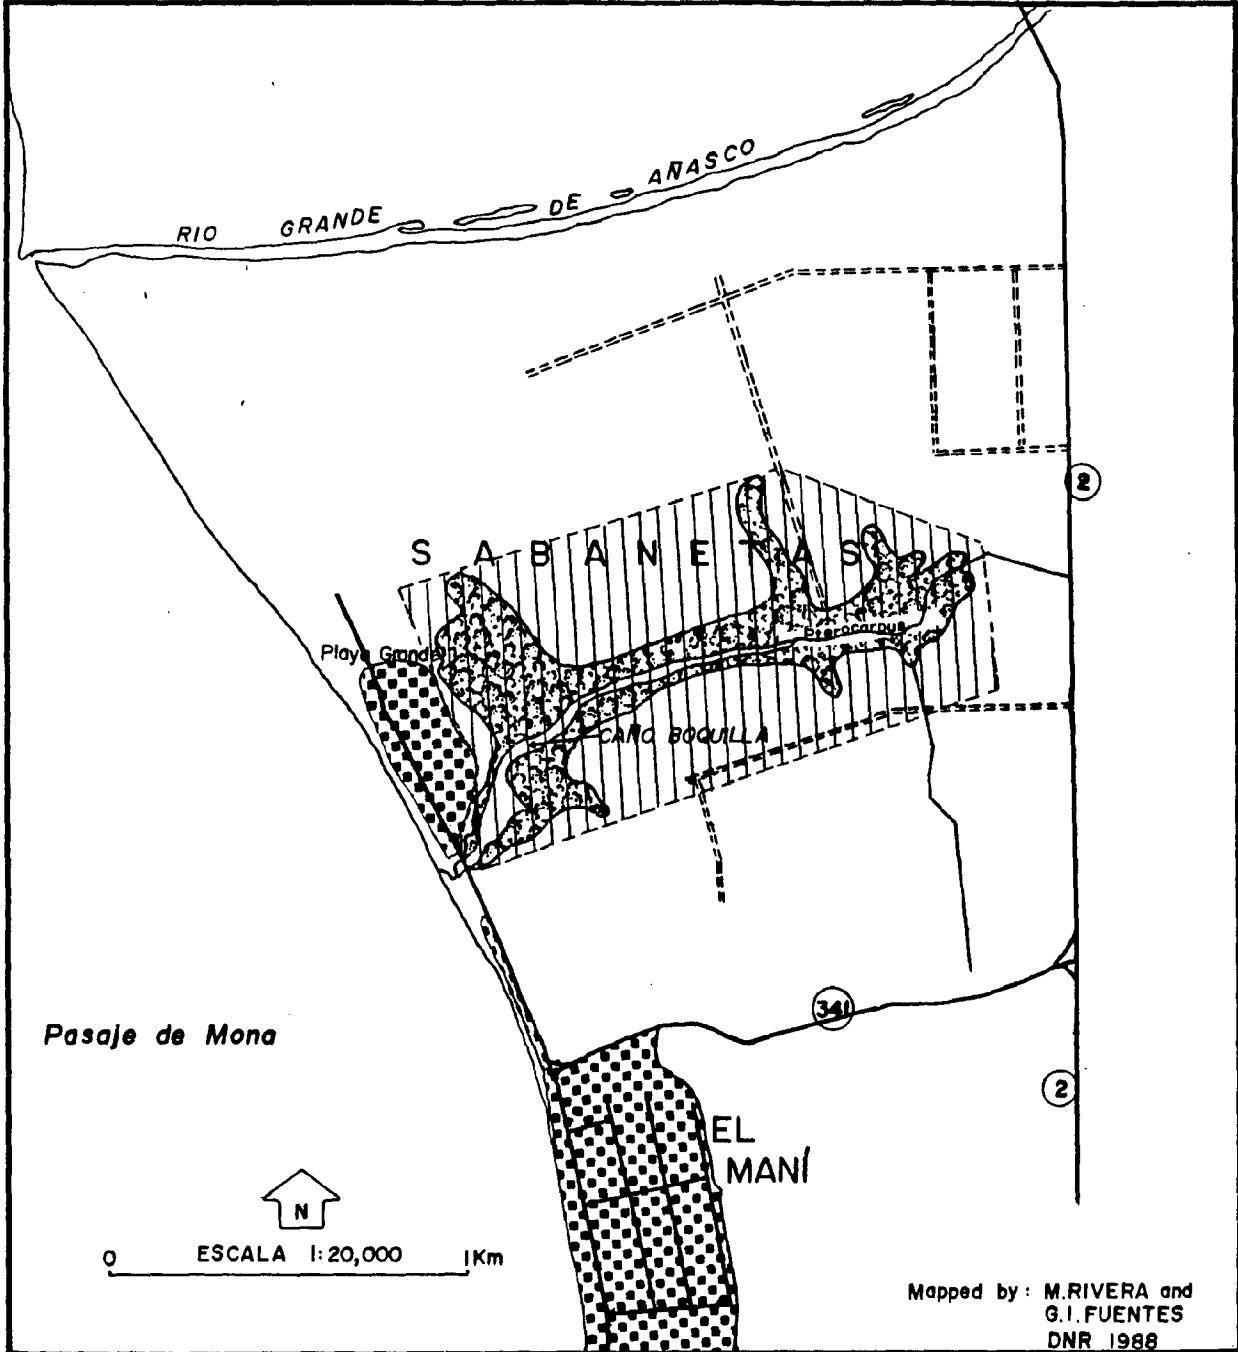 RIO GRANDE DE AÑASCO
2
SABANETAS
Pterocarpus
Playa Grande
CAÑO BOQUILLA
341
Pasaje de Mona
2
EL
MANÍ
N
0 ESCALA 1:20,000 1Km
Mapped by: M.RIVERA and
G.I.FUENTES
DNR 1988